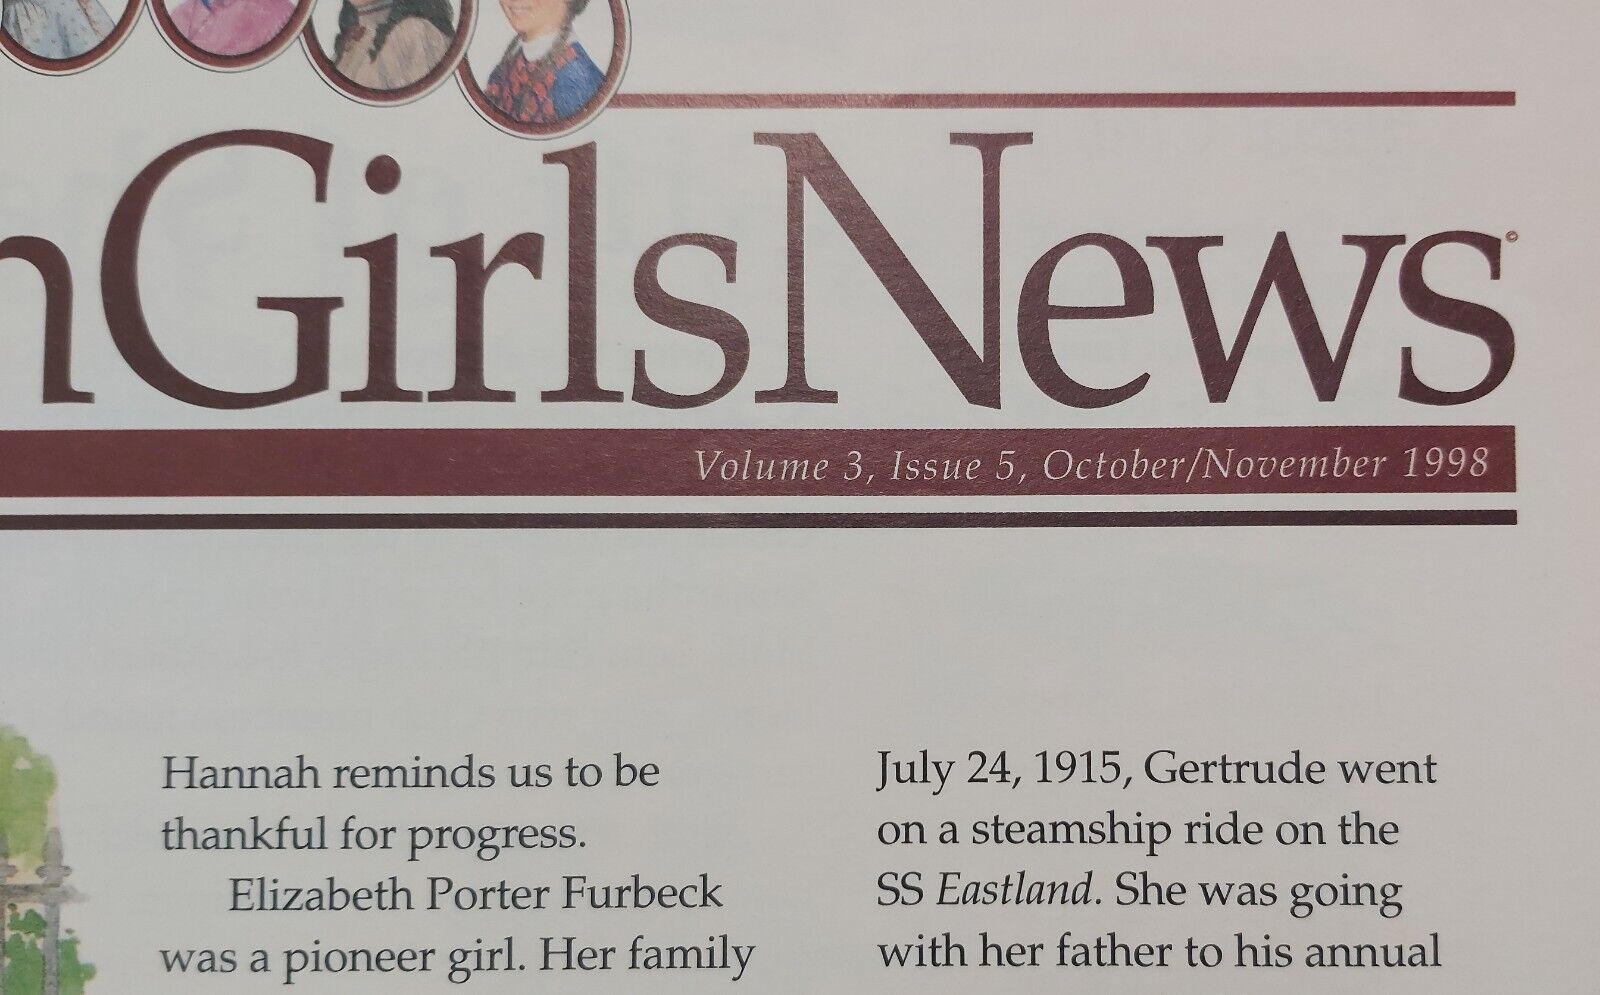 nGirlsNews®
Volume 3, Issue 5, October/November 1998
Hannah reminds us to be
thankful for progress.
Elizabeth Porter Furbeck
was a pioneer girl. Her family
July 24, 1915, Gertrude went
on a steamship ride on the
SS Eastland. She was going
with her father to his annual